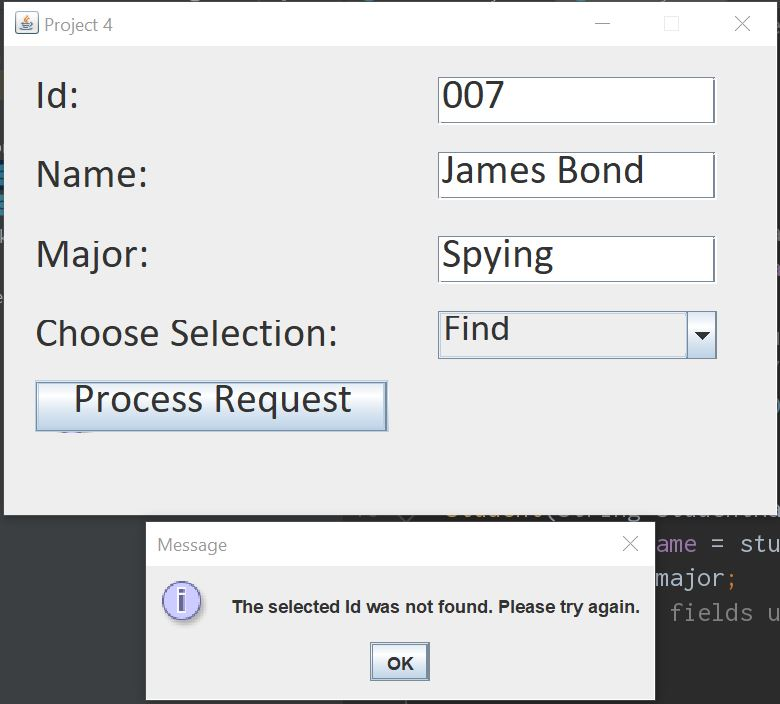 Project 4
Id:
007
Name:
James Bond
Major:
Spying
Choose Selection:
Find
Process Request
Message
The selected Id was not found. Please try again.
OK
ame = stu
major;
fields u